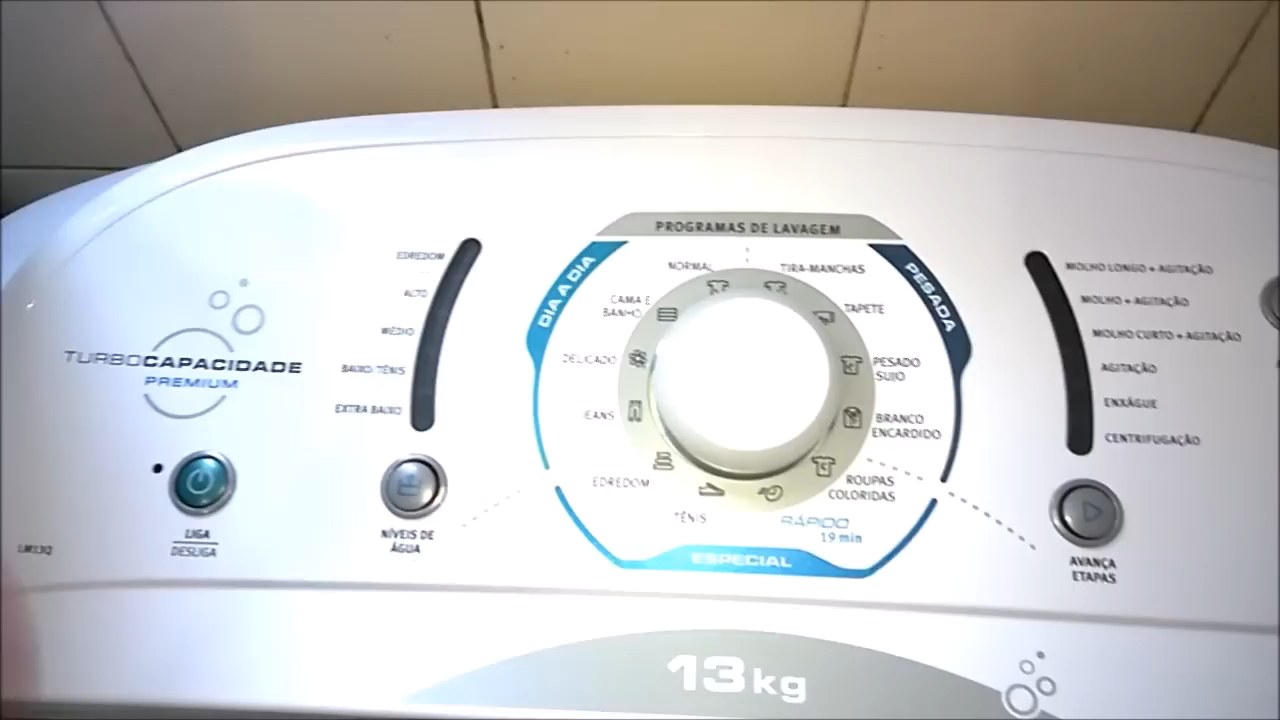 PROGRAMAS DE LAVAGEM
DIA A DIA
PESADA
ESPECIAL
NORMAL
TIRA-MANCHAS
CAMA E
BANHO
TAPETE
DELICADO
PESADO
SUJO
JEANS
BRANCO
ENCARDIDO
EDREDOM
ROUPAS
COLORIDAS
TÊNIS
RÁPIDO
19 min
TURBOCAPACIDADE
PREMIUM
EDREDOM
ALTO
MÉDIO
BAIXO/TÊNIS
EXTRA BAIXO
LIGA
DESLIGA
NÍVEIS DE
ÁGUA
MOLHO LONGO + AGITAÇÃO
MOLHO + AGITAÇÃO
MOLHO CURTO + AGITAÇÃO
AGITAÇÃO
ENXÁGUE
CENTRIFUGAÇÃO
AVANÇA
ETAPAS
13kg